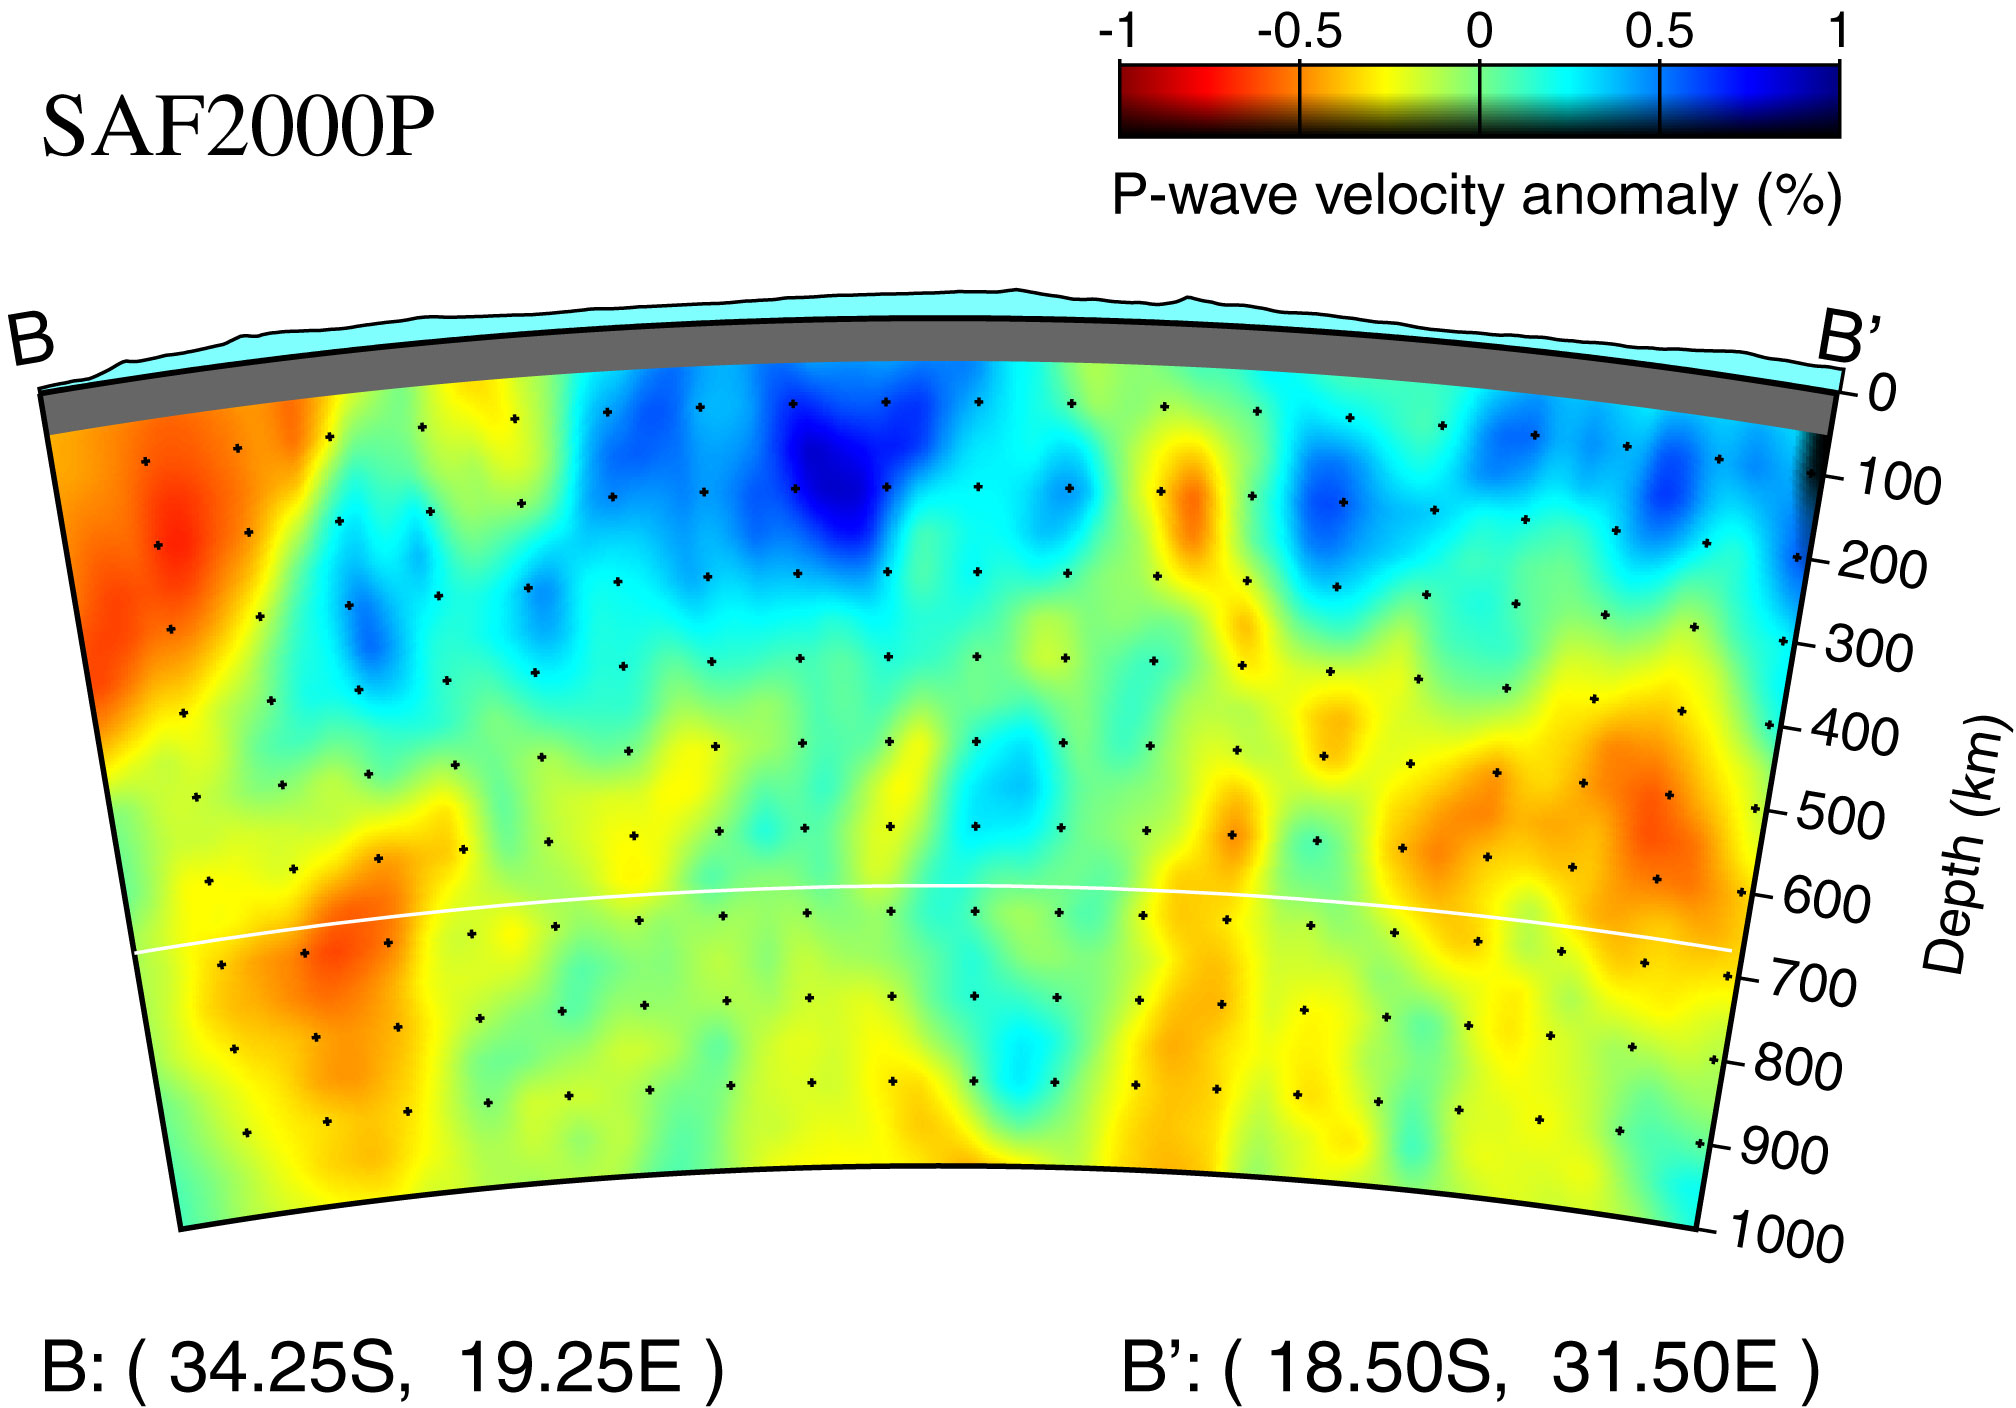 -1 -0.5 0 0.5 1
SAF2000P
P-wave velocity anomaly (%)
B B’
0
100
200
300
400
500
600
700
800
900
1000
Depth (km)
B: ( 34.25S, 19.25E ) B’: ( 18.50S, 31.50E )